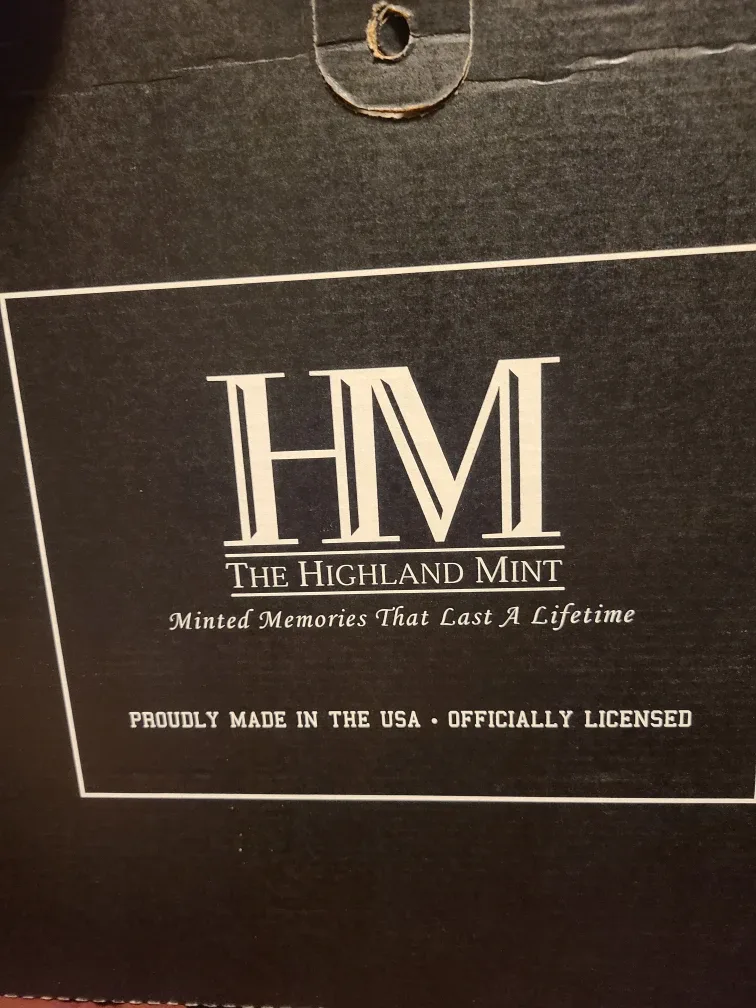 HM
THE HIGHLAND MINT
Minted Memories That Last A Lifetime
PROUDLY MADE IN THE USA • OFFICIALLY LICENSED